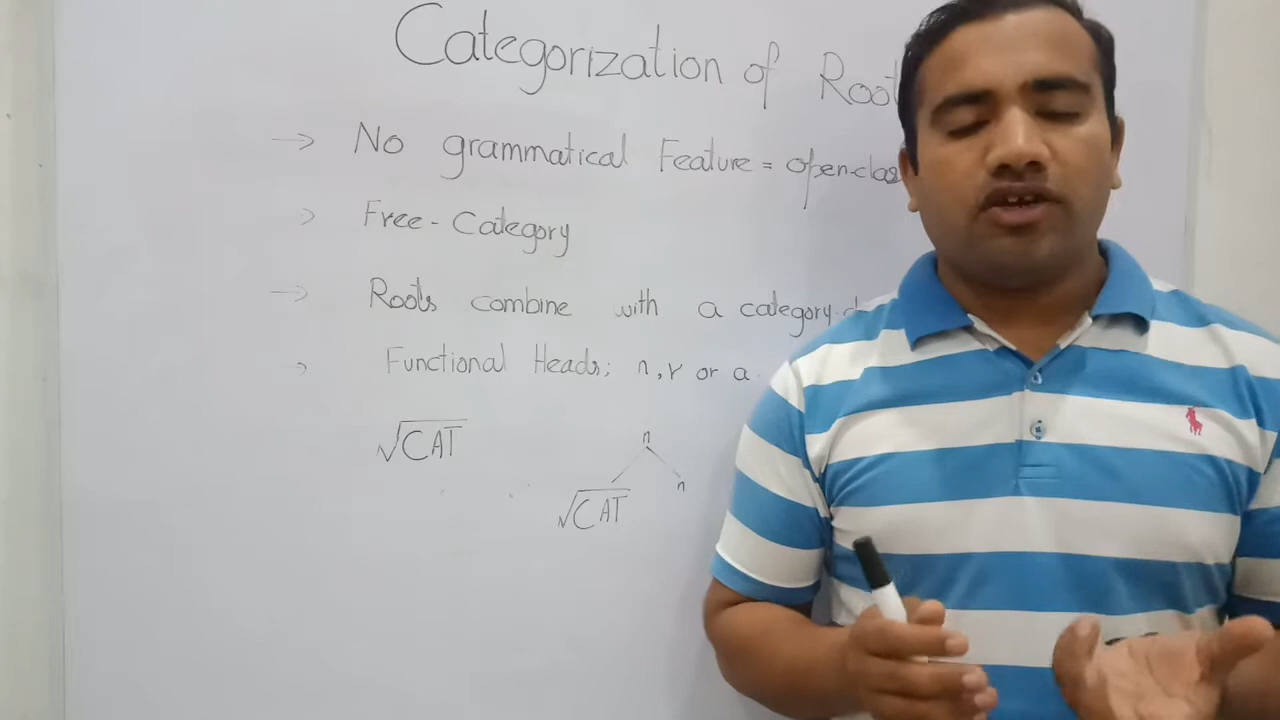 Categorization of Root
→ No grammatical Feature = open-clas
> Free - Category
→ Roots combine with a category-d
> Functional Heads; n, v or a
√CAT
n
√CAT n